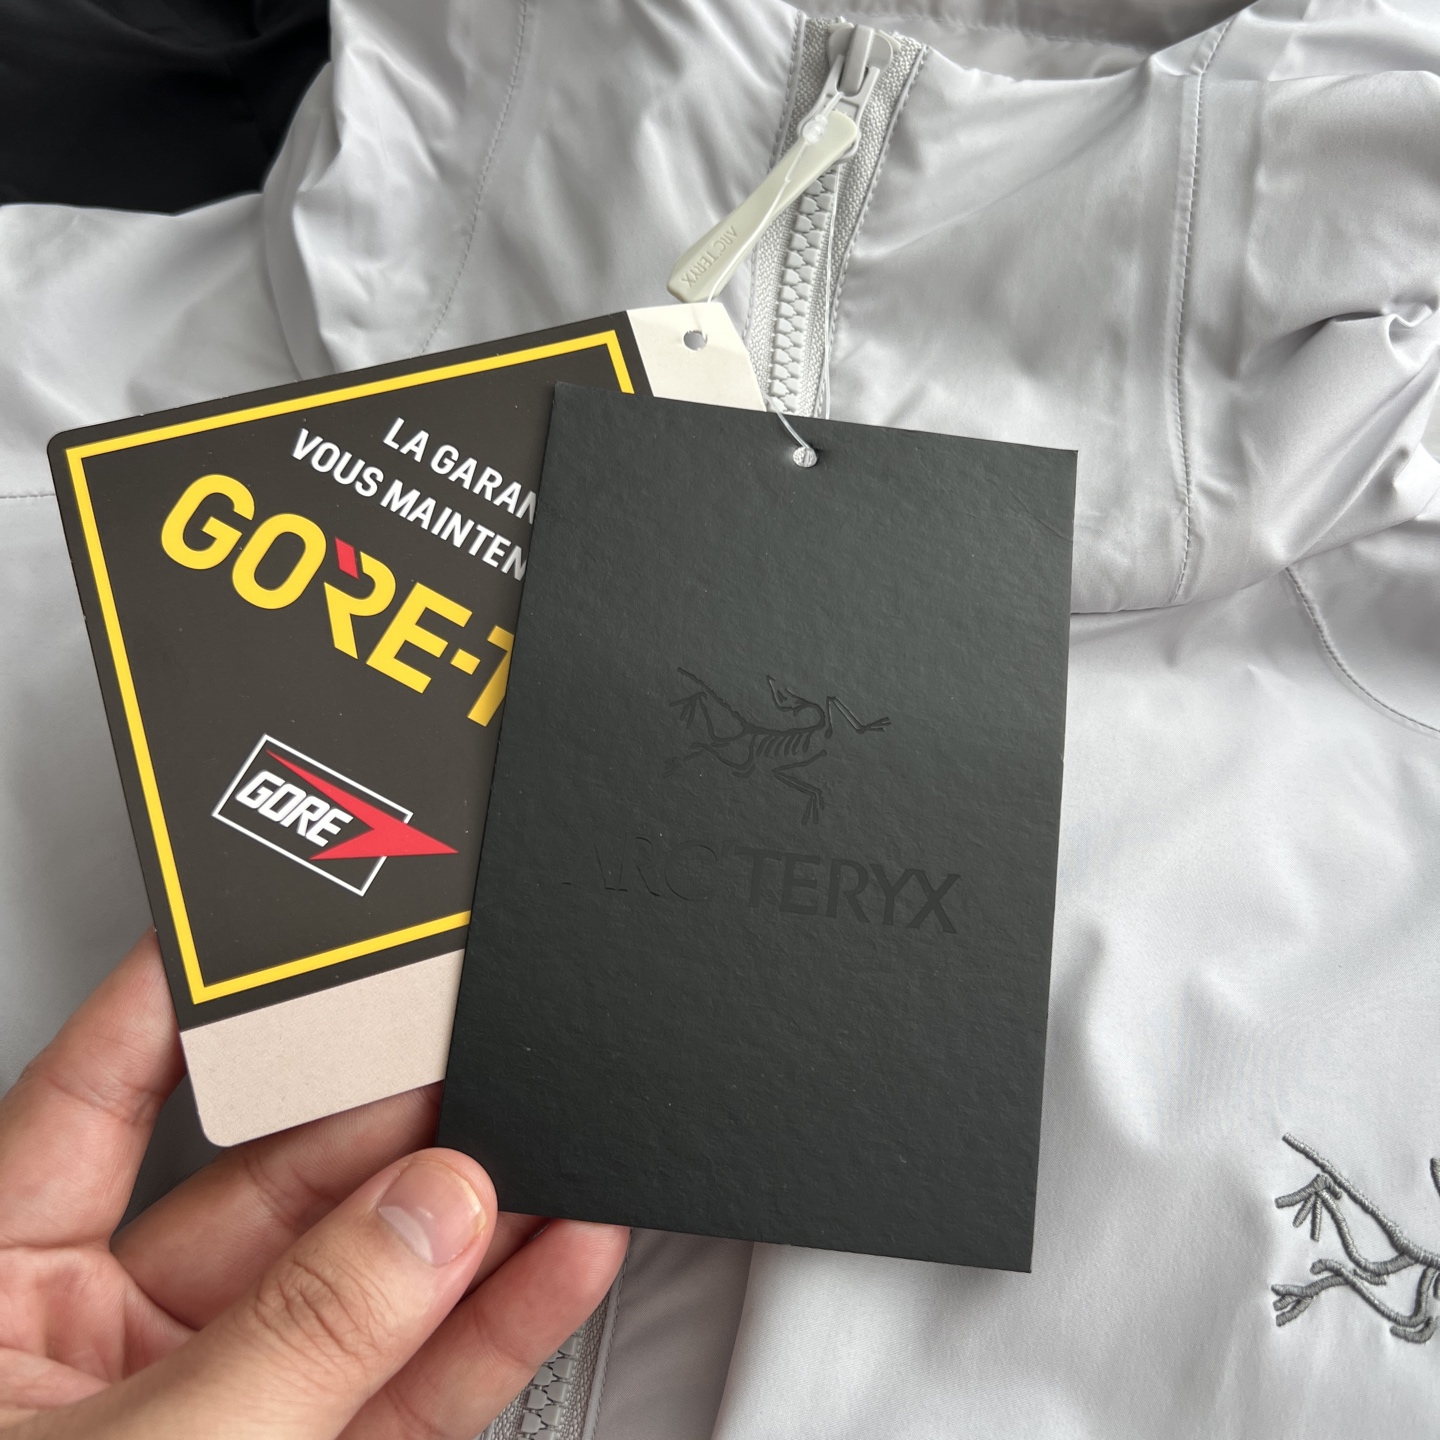 ARC'TERYX
LA GARAN
VOUS MAINTEN
GORE-T
GORE
ARC'TERYX